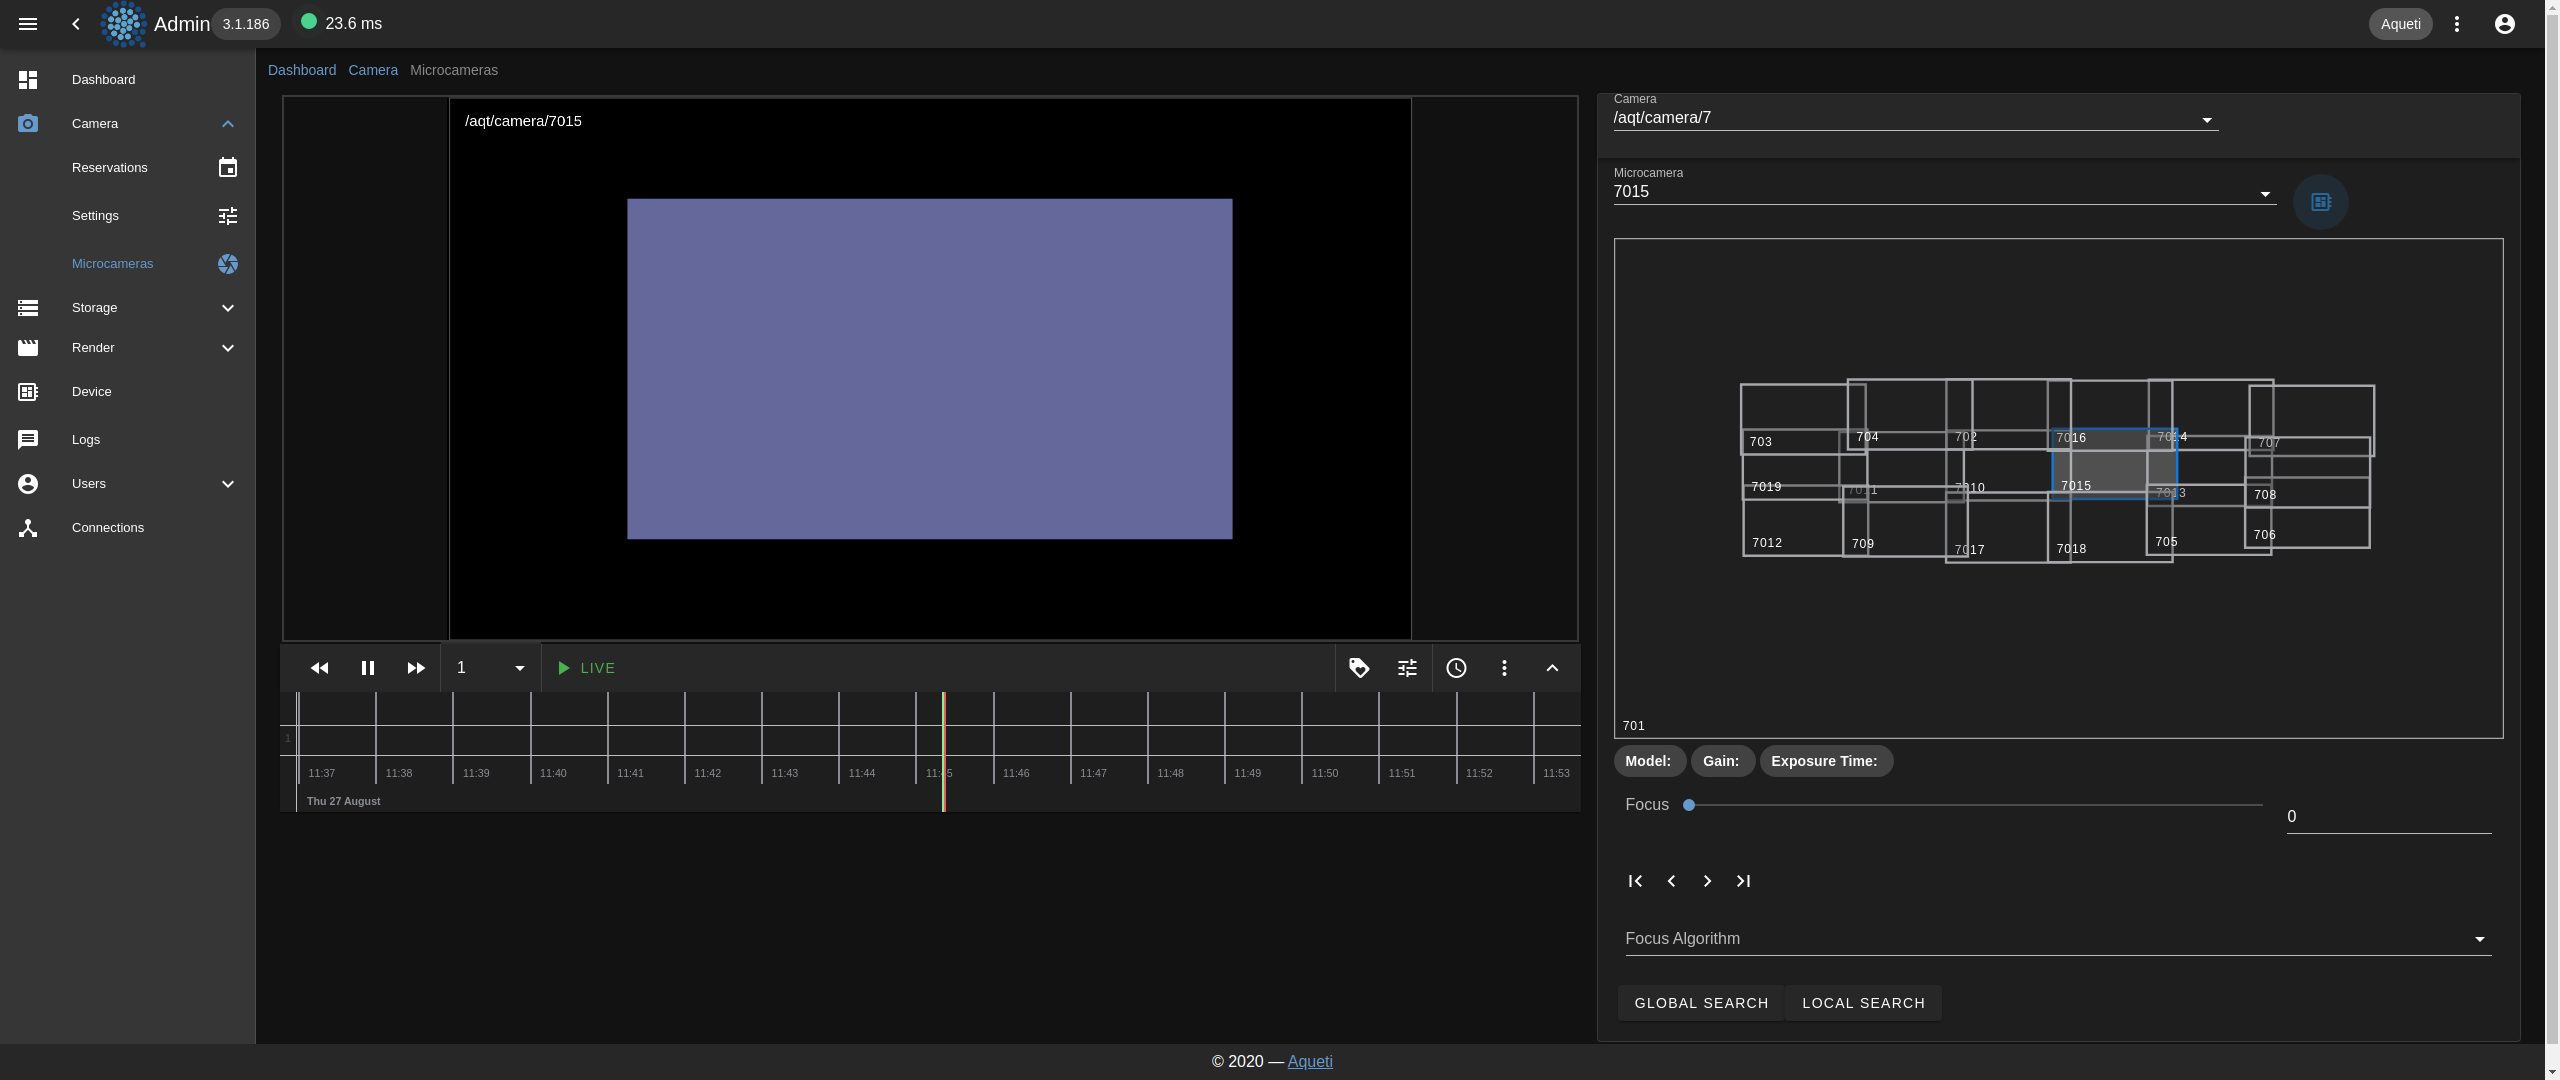 Admin 3.1.186 23.6 ms Aqueti
Dashboard
Camera
Reservations
Settings
Microcameras
Storage
Render
Device
Logs
Users
Connections
Dashboard Camera Microcameras
/aqt/camera/7015
1 LIVE
1
11:37 11:38 11:39 11:40 11:41 11:42 11:43 11:44 11:45 11:46 11:47 11:48 11:49 11:50 11:51 11:52 11:53
Thu 27 August
Camera
/aqt/camera/7
Microcamera
7015
703 704 702 7016 7014 707
7019 7011 7010 7015 7013 708
7012 709 7017 7018 705 706
701
Model: Gain: Exposure Time:
Focus 0
Focus Algorithm
GLOBAL SEARCH LOCAL SEARCH
© 2020 — Aqueti